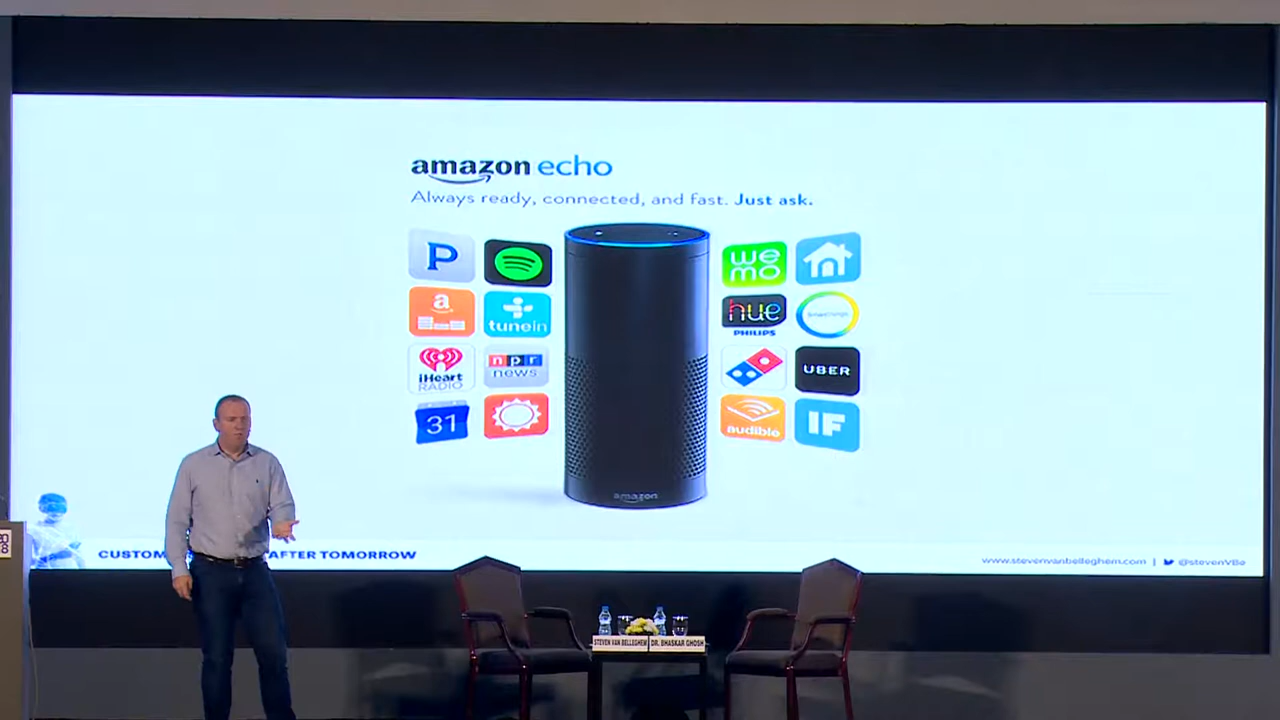 amazon echo
Always ready, connected, and fast. Just ask.
P
a
tunein
iHeart
RADIO
npr
news
31
wemo
hue
PHILIPS
SmartThings
UBER
audible
IF
amazon
CUSTOM
AFTER TOMORROW
www.stevenvanbelleghem.com | @stevenVBe
STEVEN VAN BELLEGHEM
DR. BHASKAR GHOSH